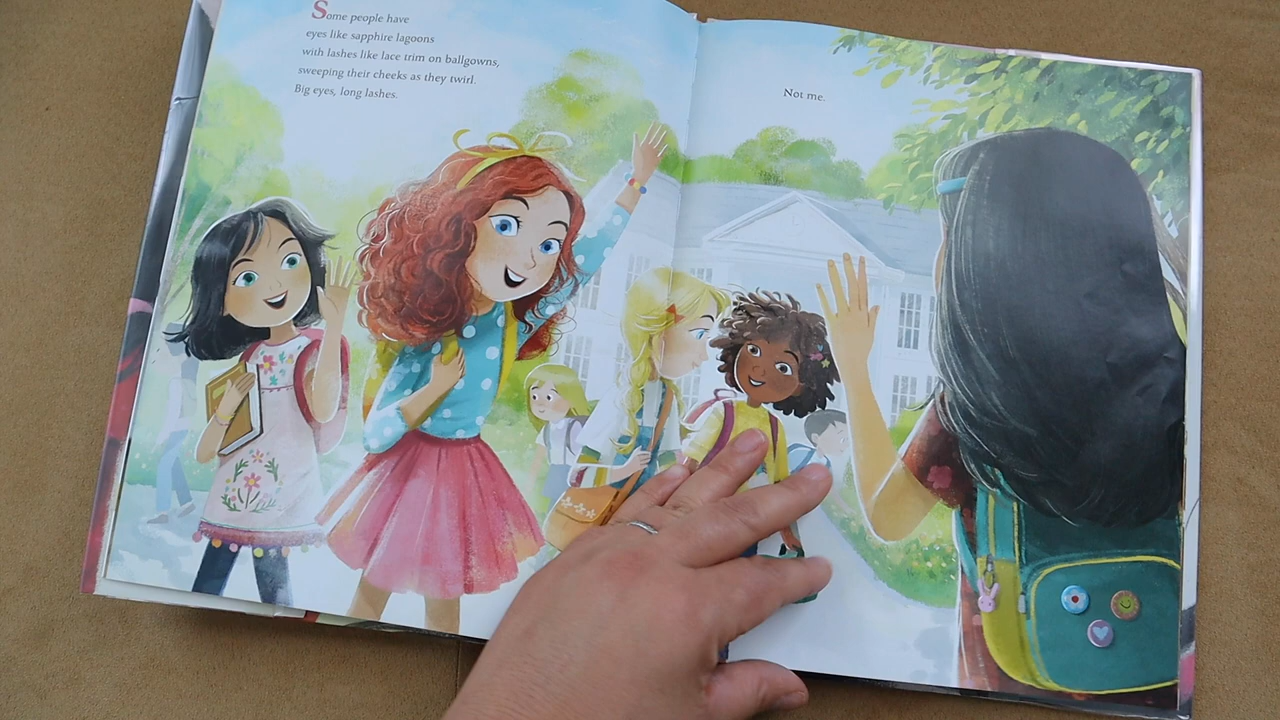 Some people have
eyes like sapphire lagoons
with lashes like lace trim on ballgowns,
sweeping their cheeks as they twirl.
Big eyes, long lashes.
Not me.